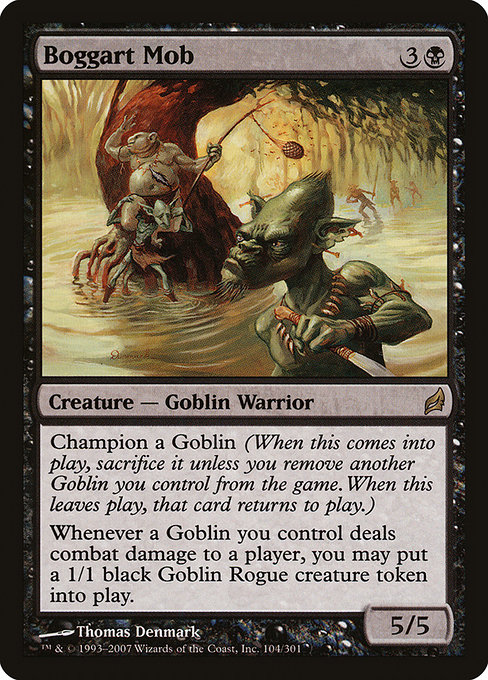 Boggart Mob 3
Creature — Goblin Warrior
Champion a Goblin (When this comes into
play, sacrifice it unless you remove another
Goblin you control from the game. When this
leaves play, that card returns to play.)
Whenever a Goblin you control deals
combat damage to a player, you may put
a 1/1 black Goblin Rogue creature token
into play.
5/5
Thomas Denmark
™ & © 1993–2007 Wizards of the Coast, Inc. 104/301